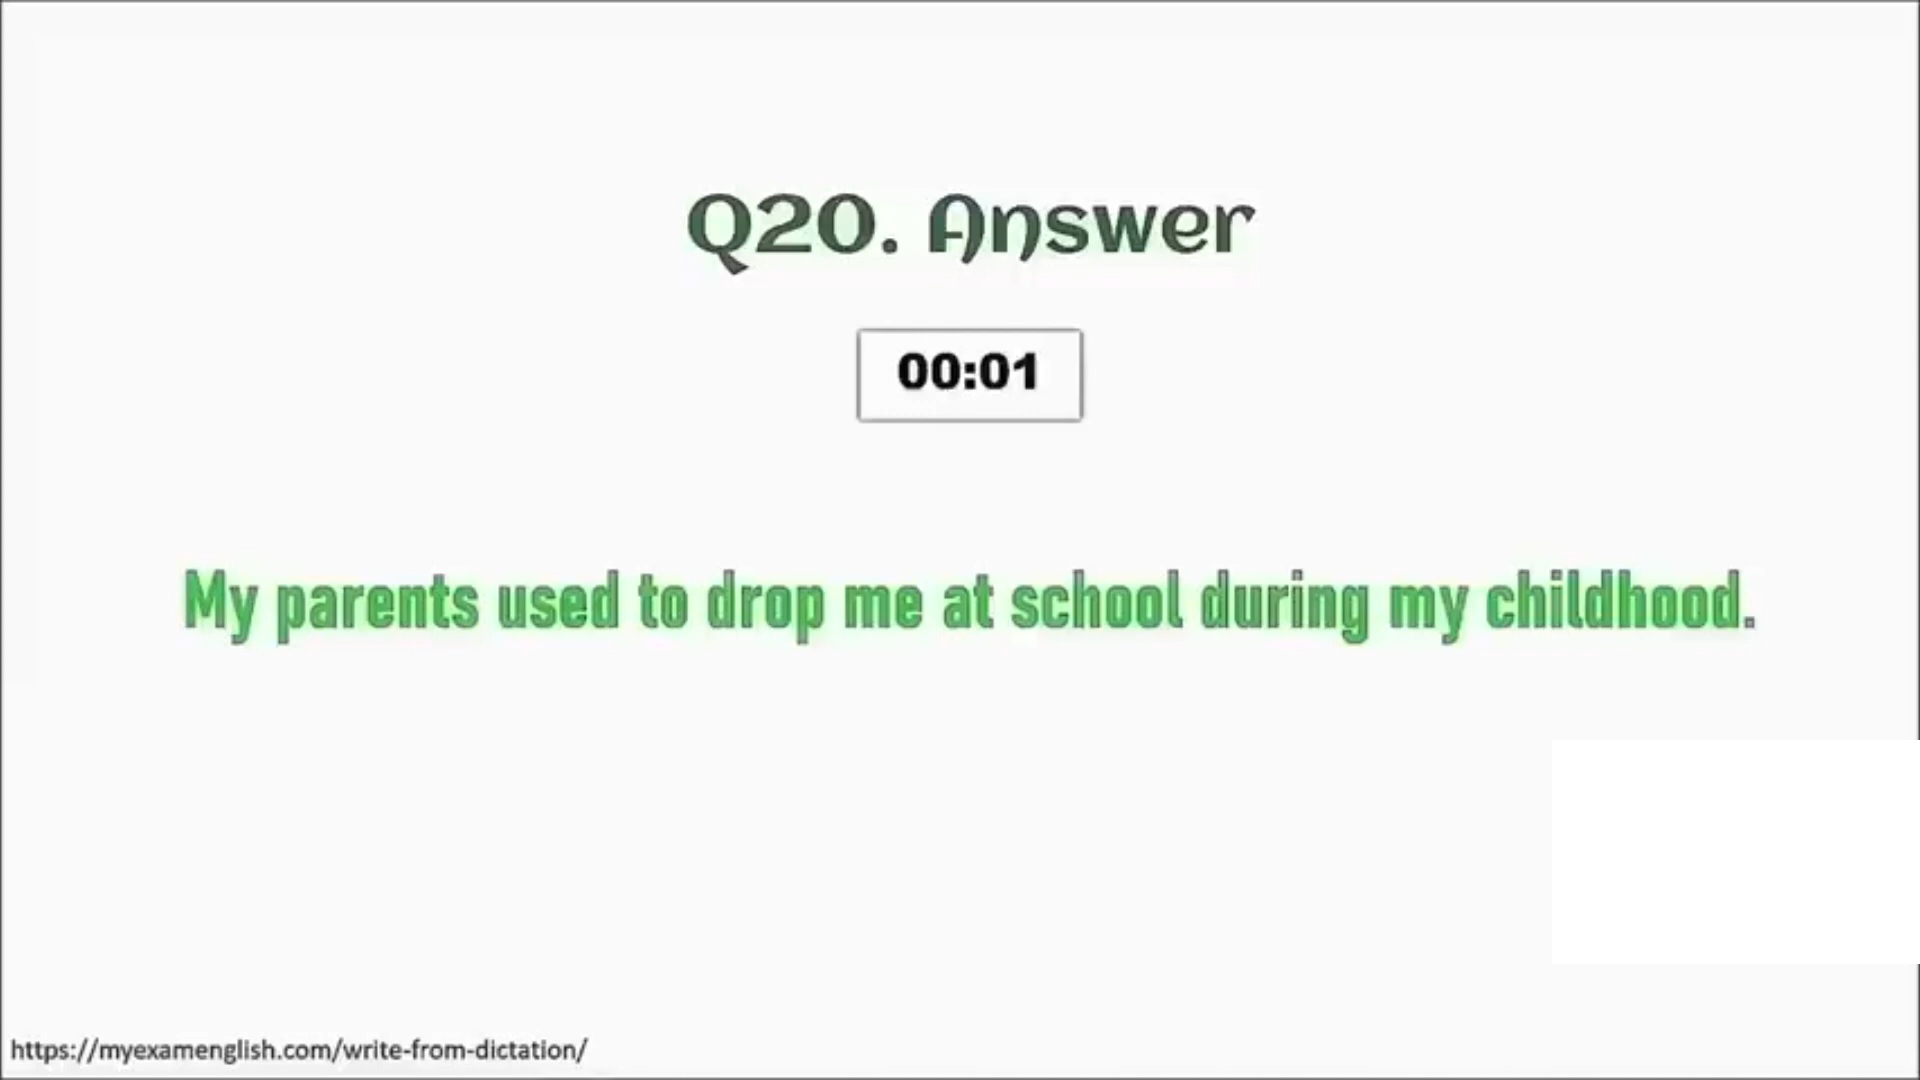 Q20. Answer
00:01
My parents used to drop me at school during my childhood.
https://myexamenglish.com/write-from-dictation/